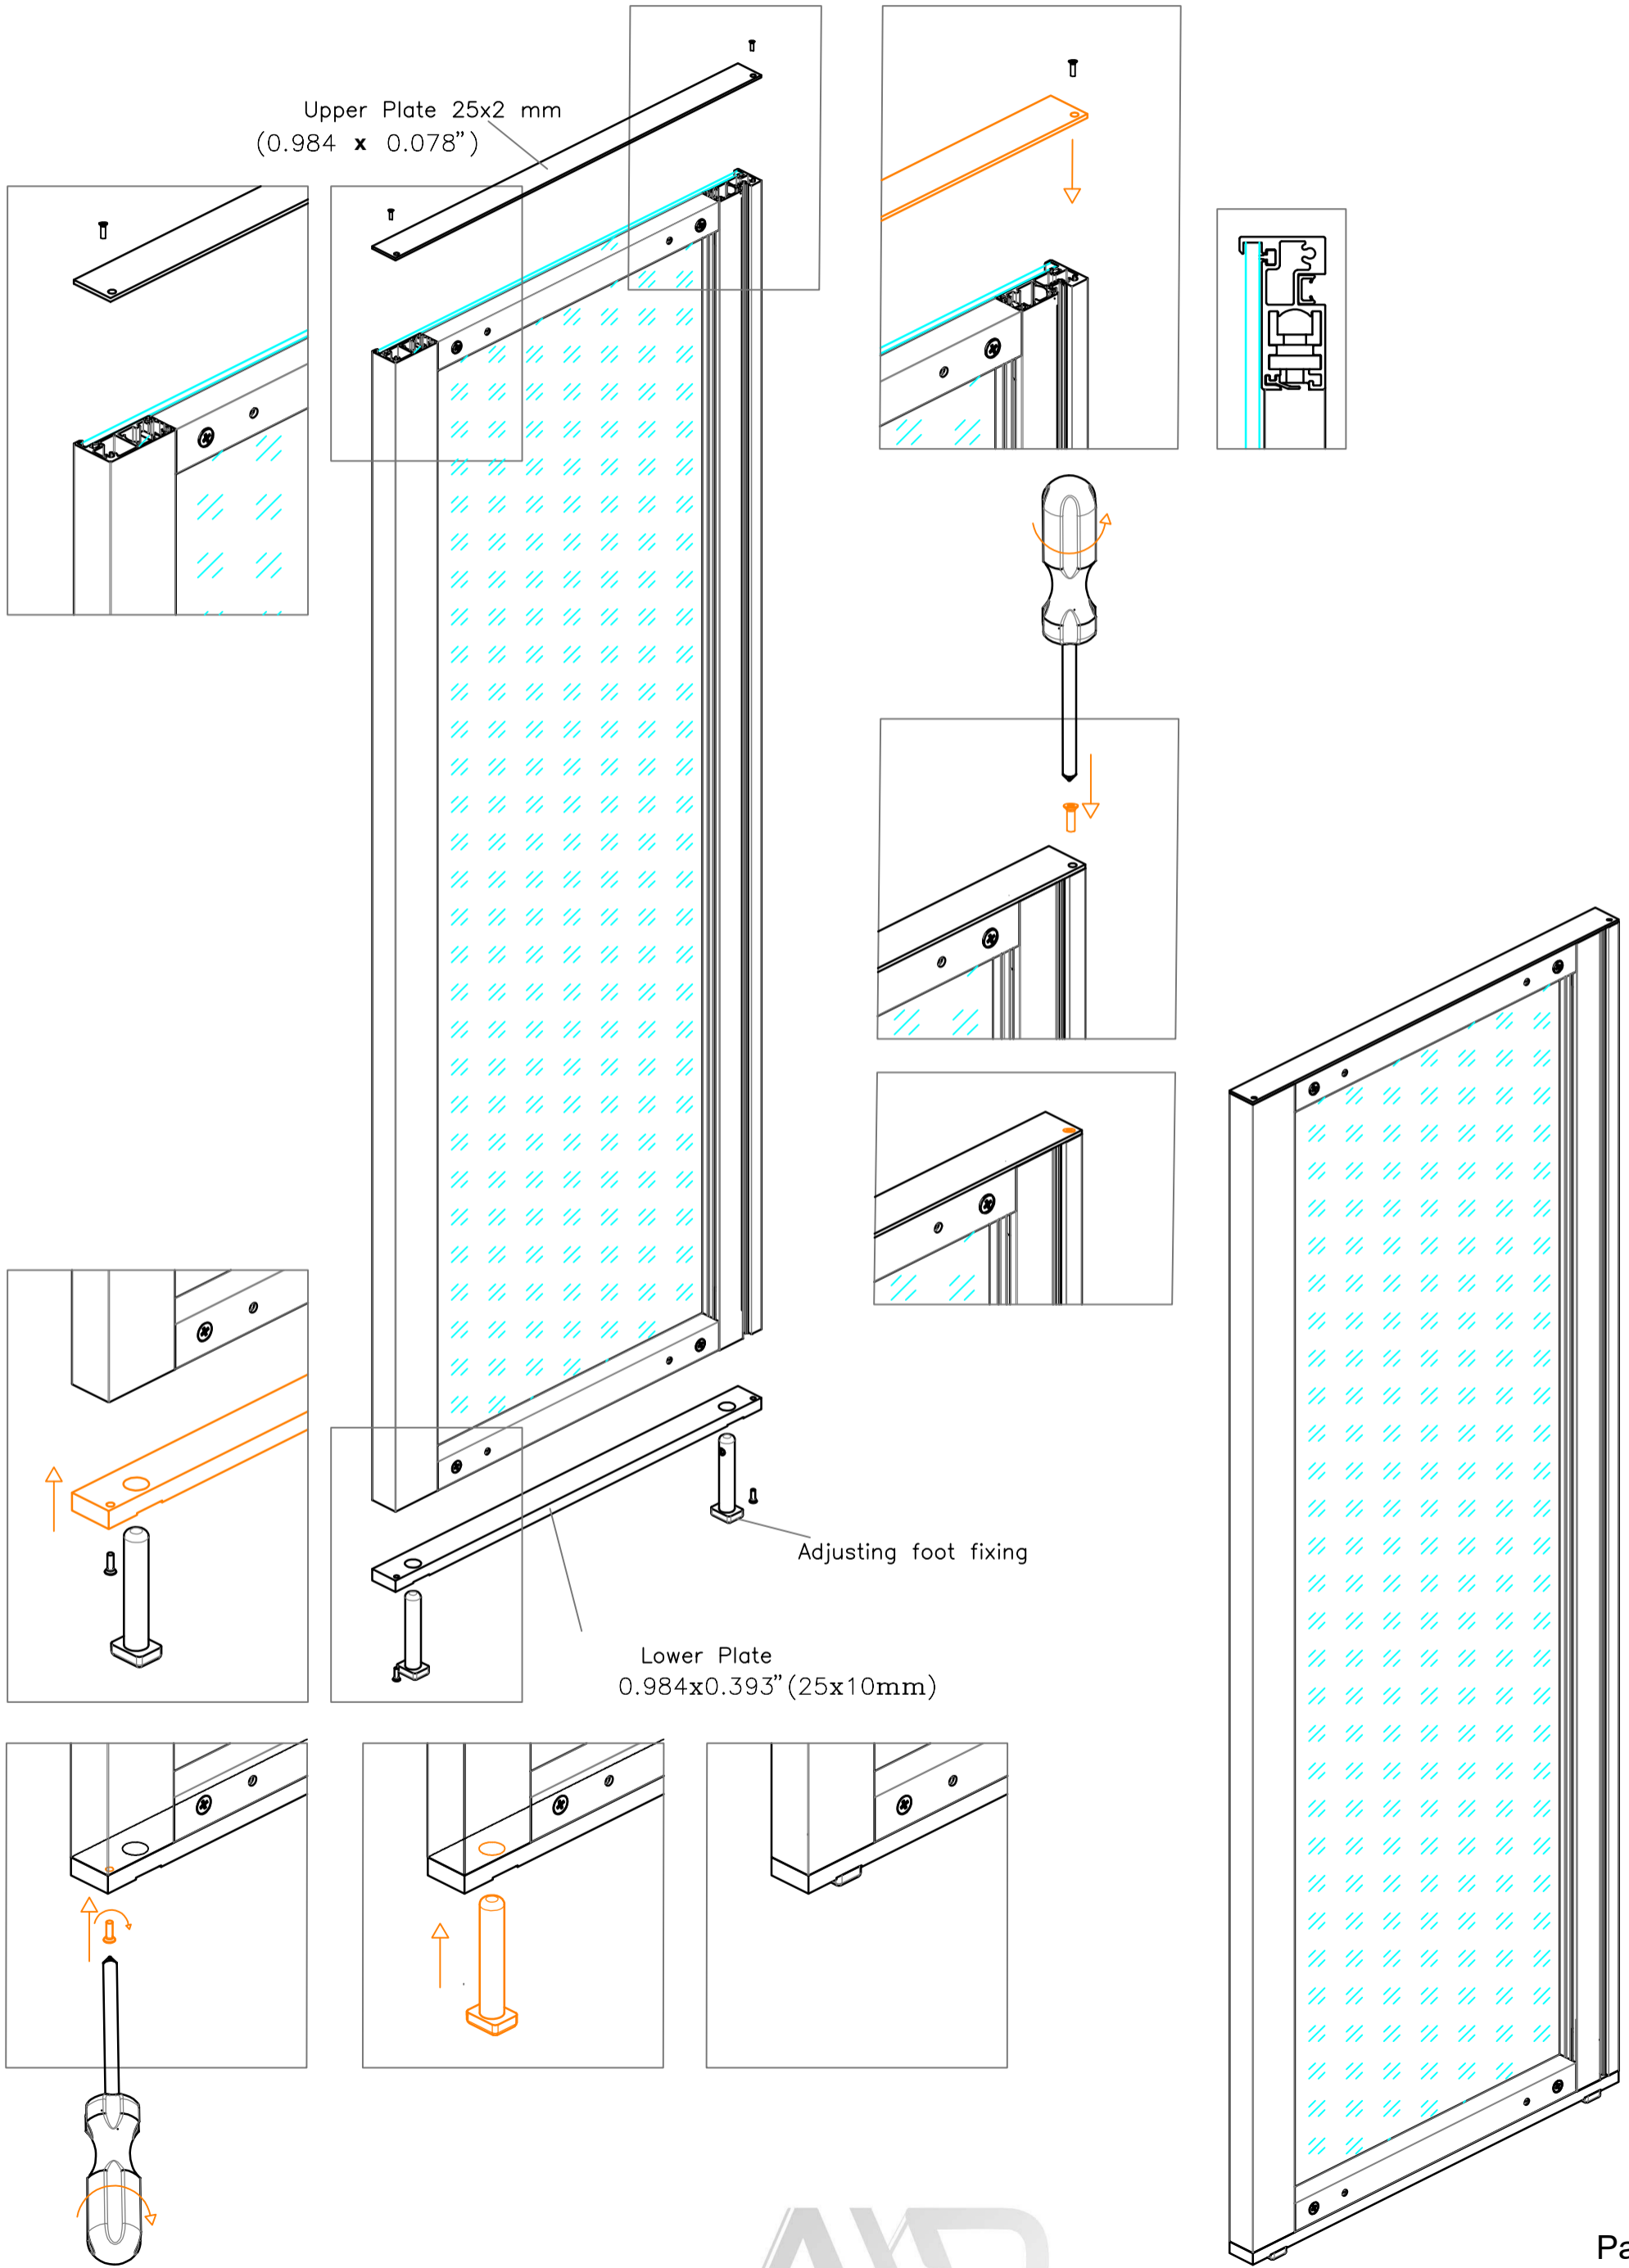 Upper Plate 25x2 mm
(0.984 x 0.078")
Adjusting foot fixing
Lower Plate
0.984x0.393"(25x10mm)